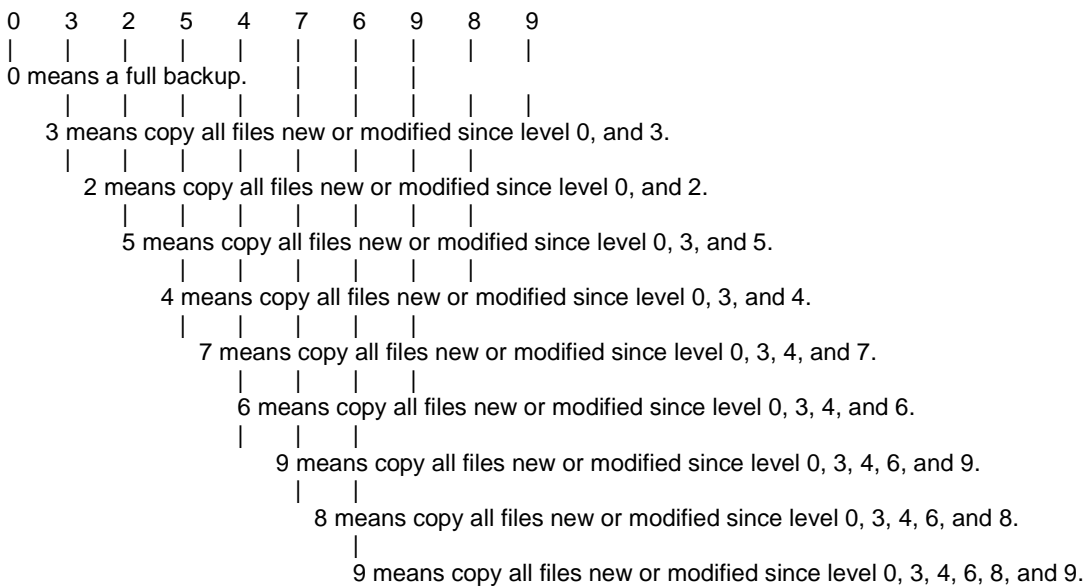 0 3 2 5 4 7 6 9 8 9
| | | | | | | | | |
0 means a full backup. | | |
| | | | | | | | |
3 means copy all files new or modified since level 0, and 3.
| | | | | | | |
2 means copy all files new or modified since level 0, and 2.
| | | | | | |
5 means copy all files new or modified since level 0, 3, and 5.
| | | | | |
4 means copy all files new or modified since level 0, 3, and 4.
| | | | |
7 means copy all files new or modified since level 0, 3, 4, and 7.
| | | |
6 means copy all files new or modified since level 0, 3, 4, and 6.
| | |
9 means copy all files new or modified since level 0, 3, 4, 6, and 9.
| |
8 means copy all files new or modified since level 0, 3, 4, 6, and 8.
|
9 means copy all files new or modified since level 0, 3, 4, 6, 8, and 9.